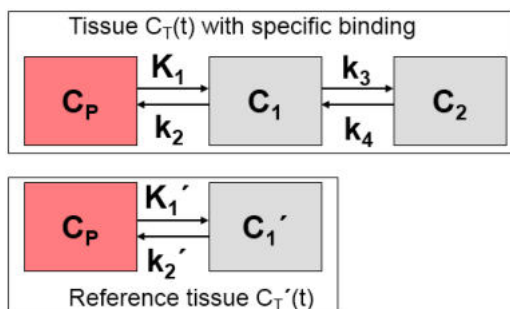 Tissue C_T(t) with specific binding
C_P K_1 C_1 k_3 C_2
k_2 k_4
C_P K_1´ C_1´
k_2´
Reference tissue C_T´(t)